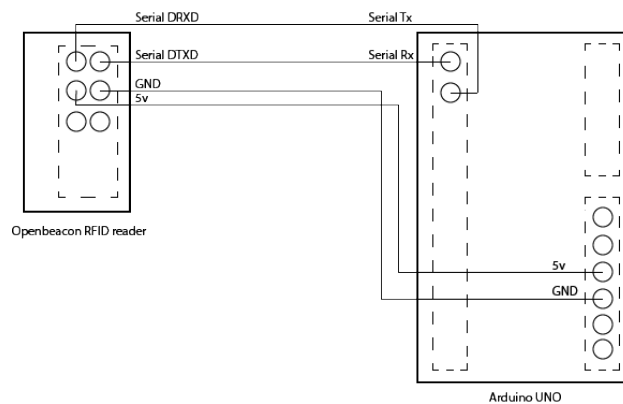 Serial DRXD
Serial Tx
Serial DTXD
Serial Rx
GND
5v
Openbeacon RFID reader
5v
GND
Arduino UNO